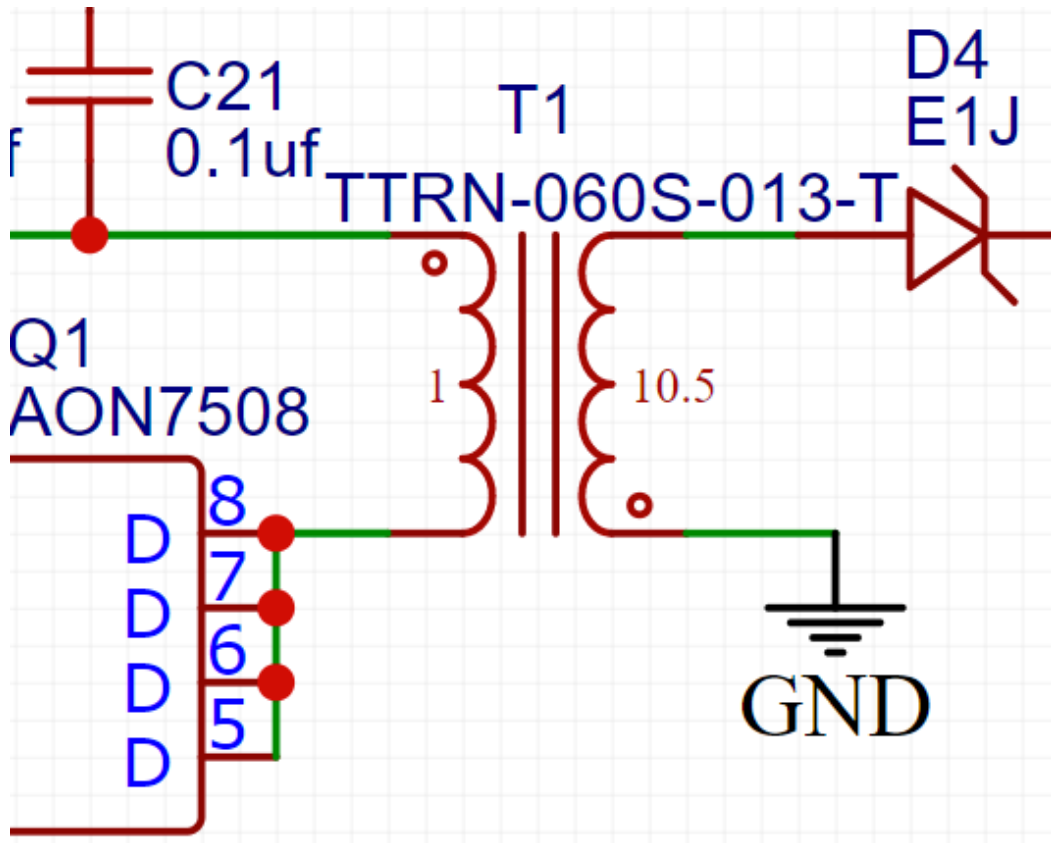 C21
0.1uf
f
T1
TTRN-060S-013-T
D4
E1J
Q1
AON7508
1
10.5
8
D
7
D
6
D
5
D
GND